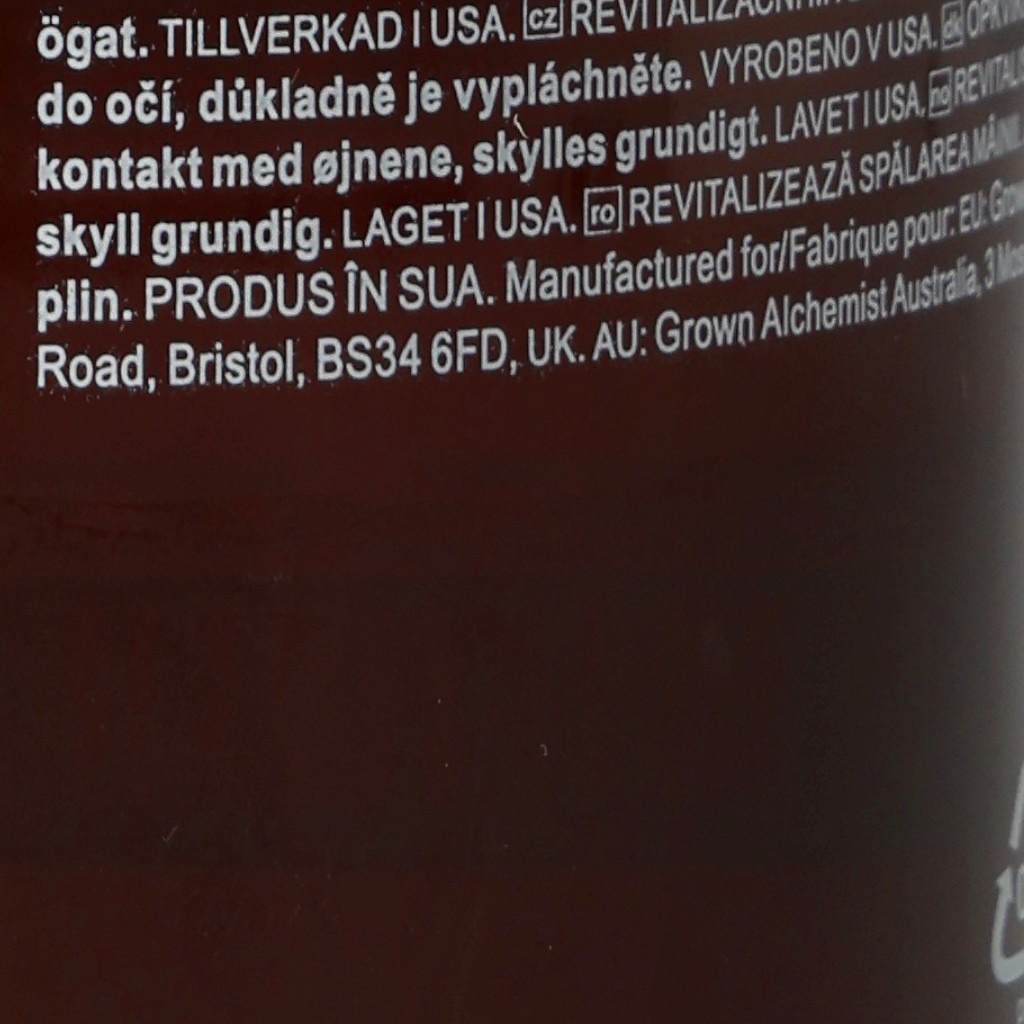 ögat. TILLVERKAD I USA. cz
do očí, důkladně je vypláchněte. VYROBENO V USA. dk
kontakt med øjnene, skylles grundigt. LAVET I USA. no
skyll grundig. LAGET I USA. ro REVITALIZEAZĂ SPĂLAREA
plin. PRODUS ÎN SUA. Manufactured for/Fabrique pour: EU:
Road, Bristol, BS34 6FD, UK. AU: Grown Alchemist Australia, 3